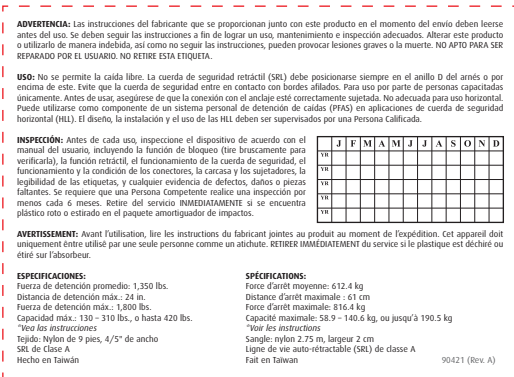 ADVERTENCIA: Las instrucciones del fabricante que se proporcionan junto con este producto en el momento del envío deben leerse
antes del uso. Se deben seguir las instrucciones a fin de lograr un uso, mantenimiento e inspección adecuados. Alterar este producto
o utilizarlo de manera indebida, así como no seguir las instrucciones, pueden provocar lesiones graves o la muerte. NO APTO PARA SER
REPARADO POR EL USUARIO. NO RETIRE ESTA ETIQUETA.
USO: No se permite la caída libre. La cuerda de seguridad retráctil (SRL) debe posicionarse siempre en el anillo D del arnés o por
encima de este. Evite que la cuerda de seguridad entre en contacto con bordes afilados. Para uso por parte de personas capacitadas
únicamente. Antes de usar, asegúrese de que la conexión con el anclaje esté correctamente sujetada. No adecuada para uso horizontal.
Puede utilizarse como componente de un sistema personal de detención de caídas (PFAS) en aplicaciones de cuerda de seguridad
horizontal (HLL). El diseño, la instalación y el uso de las HLL deben ser supervisados por una Persona Calificada.
INSPECCIÓN: Antes de cada uso, inspeccione el dispositivo de acuerdo con el
manual del usuario, incluyendo la función de bloqueo (tire bruscamente para
verificarla), la función retráctil, el funcionamiento de la cuerda de seguridad, el
funcionamiento y la condición de los conectores, la carcasa y los sujetadores, la
legibilidad de las etiquetas, y cualquier evidencia de defectos, daños o piezas
faltantes. Se requiere que una Persona Competente realice una inspección por
menos cada 6 meses. Retire del servicio INMEDIATAMENTE si se encuentra
plástico roto o estirado en el paquete amortiguador de impactos.
J F M A M J J A S O N D
YR
YR
YR
YR
YR
AVERTISSEMENT: Avant l'utilisation, lire les instructions du fabricant jointes au produit au moment de l'expédition. Cet appareil doit
uniquement èntre utilisè par une seule personne comme un atichute. RETIRER IMMÉDIATEMENT du service si le plastique est déchiré ou
étiré sur l'absorbeur.
ESPECIFICACIONES:
Fuerza de detención promedio: 1,350 lbs.
Distancia de detención máx.: 24 in.
Fuerza de detención máx.: 1,800 lbs.
Capacidad máx.: 130 – 310 lbs., o hasta 420 lbs.
*Vea las instrucciones
Tejido: Nylon de 9 pies, 4/5" de ancho
SRL de Clase A
Hecho en Taiwán
SPÉCIFICATIONS:
Force d'arrêt moyenne: 612.4 kg
Distance d'arrêt maximale : 61 cm
Force d'arrêt maximale: 816.4 kg
Capacité maximale: 58.9 – 140.6 kg, ou jusqu'à 190.5 kg
*Voir les instructions
Sangle: nylon 2.75 m, largeur 2 cm
Ligne de vie auto-rétractable (SRL) de classe A
Fait en Taïwan
90421 (Rev. A)